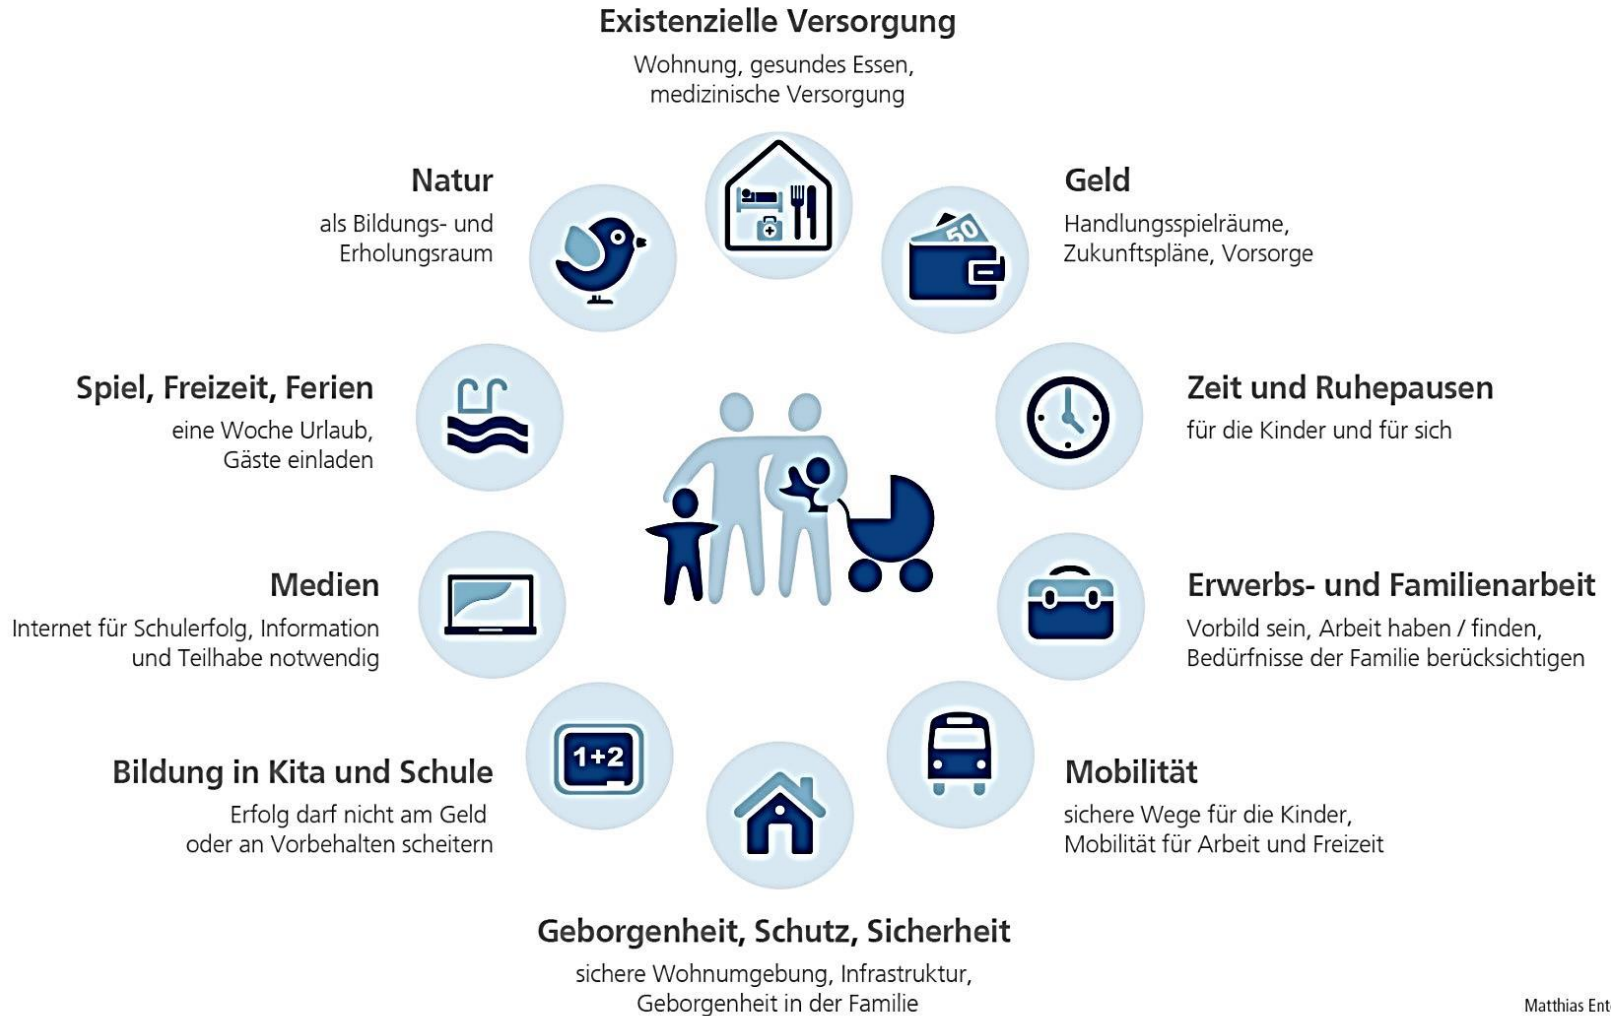 Existenzielle Versorgung
Wohnung, gesundes Essen,
medizinische Versorgung
Geld
Handlungsspielräume,
Zukunftspläne, Vorsorge
50
Zeit und Ruhepausen
für die Kinder und für sich
Erwerbs- und Familienarbeit
Vorbild sein, Arbeit haben / finden,
Bedürfnisse der Familie berücksichtigen
Mobilität
sichere Wege für die Kinder,
Mobilität für Arbeit und Freizeit
Geborgenheit, Schutz, Sicherheit
sichere Wohnumgebung, Infrastruktur,
Geborgenheit in der Familie
Bildung in Kita und Schule
Erfolg darf nicht am Geld
oder an Vorbehalten scheitern
1+2
Medien
Internet für Schulerfolg, Information
und Teilhabe notwendig
Spiel, Freizeit, Ferien
eine Woche Urlaub,
Gäste einladen
Natur
als Bildungs- und
Erholungsraum
Matthias